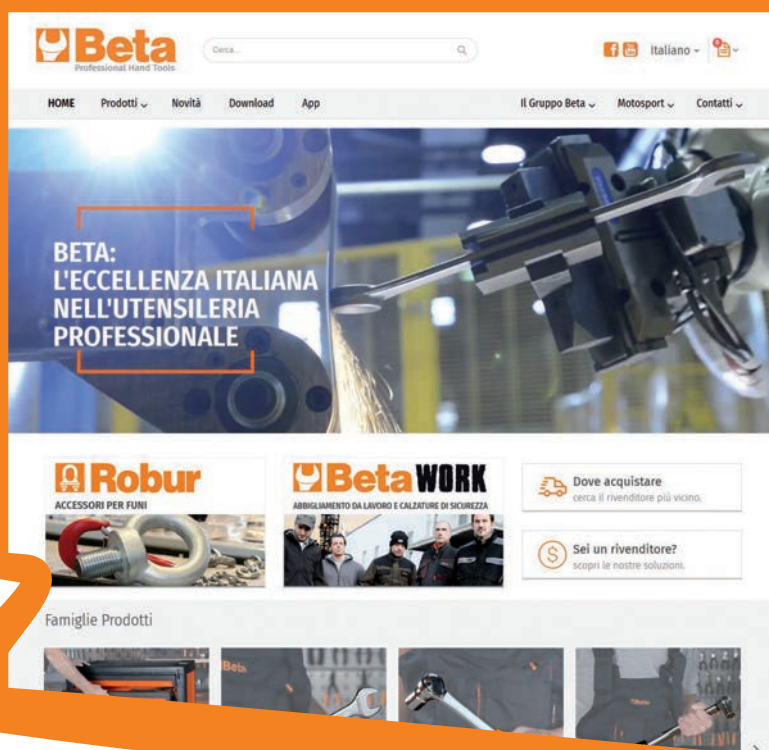 Beta
Professional Hand Tools
Cerca...
Italiano
0
HOME Prodotti Novità Download App Il Gruppo Beta Motosport Contatti
BETA:
L'ECCELLENZA ITALIANA
NELL'UTENSILERIA
PROFESSIONALE
Robur
ACCESSORI PER FUNI
Beta WORK
ABBIGLIAMENTO DA LAVORO E CALZATURE DI SICUREZZA
Dove acquistare
cerca il rivenditore più vicino.
Sei un rivenditore?
scopri le nostre soluzioni.
Famiglie Prodotti
Beta